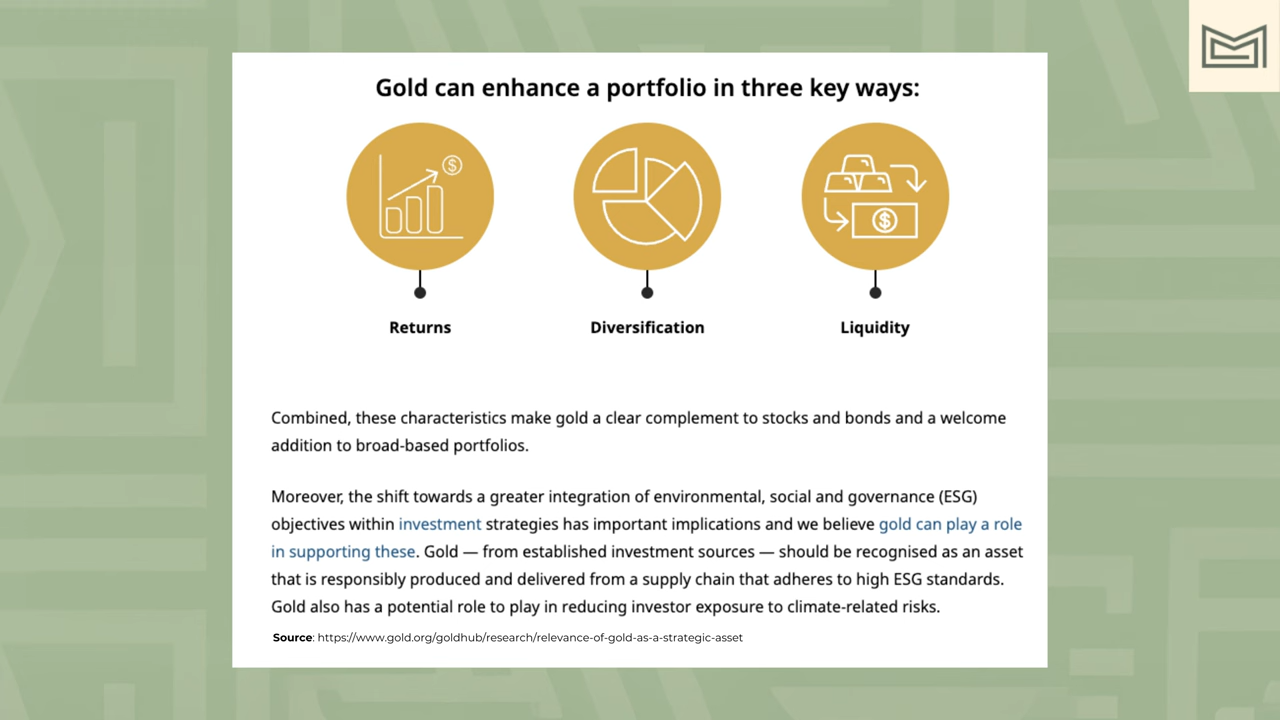 Gold can enhance a portfolio in three key ways:
$
$
Returns
Diversification
Liquidity
Combined, these characteristics make gold a clear complement to stocks and bonds and a welcome
addition to broad-based portfolios.
Moreover, the shift towards a greater integration of environmental, social and governance (ESG)
objectives within investment strategies has important implications and we believe gold can play a role
in supporting these. Gold — from established investment sources — should be recognised as an asset
that is responsibly produced and delivered from a supply chain that adheres to high ESG standards.
Gold also has a potential role to play in reducing investor exposure to climate-related risks.
Source: https://www.gold.org/goldhub/research/relevance-of-gold-as-a-strategic-asset